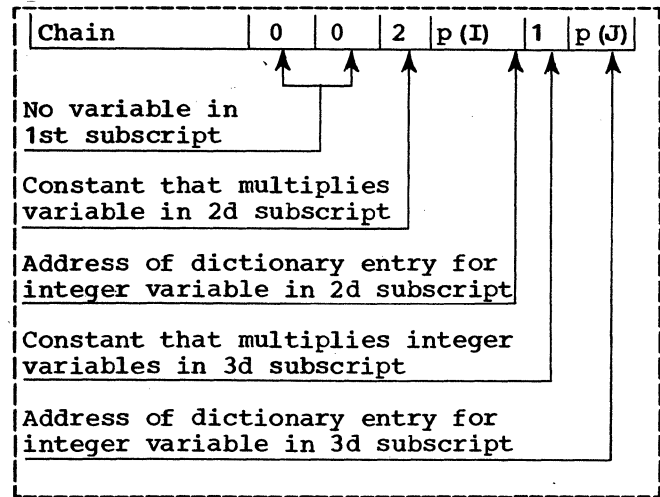 Chain 0 0 2 p (I) 1 p (J)
No variable in
1st subscript
Constant that multiplies
variable in 2d subscript
Address of dictionary entry for
integer variable in 2d subscript
Constant that multiplies integer
variables in 3d subscript
Address of dictionary entry for
integer variable in 3d subscript